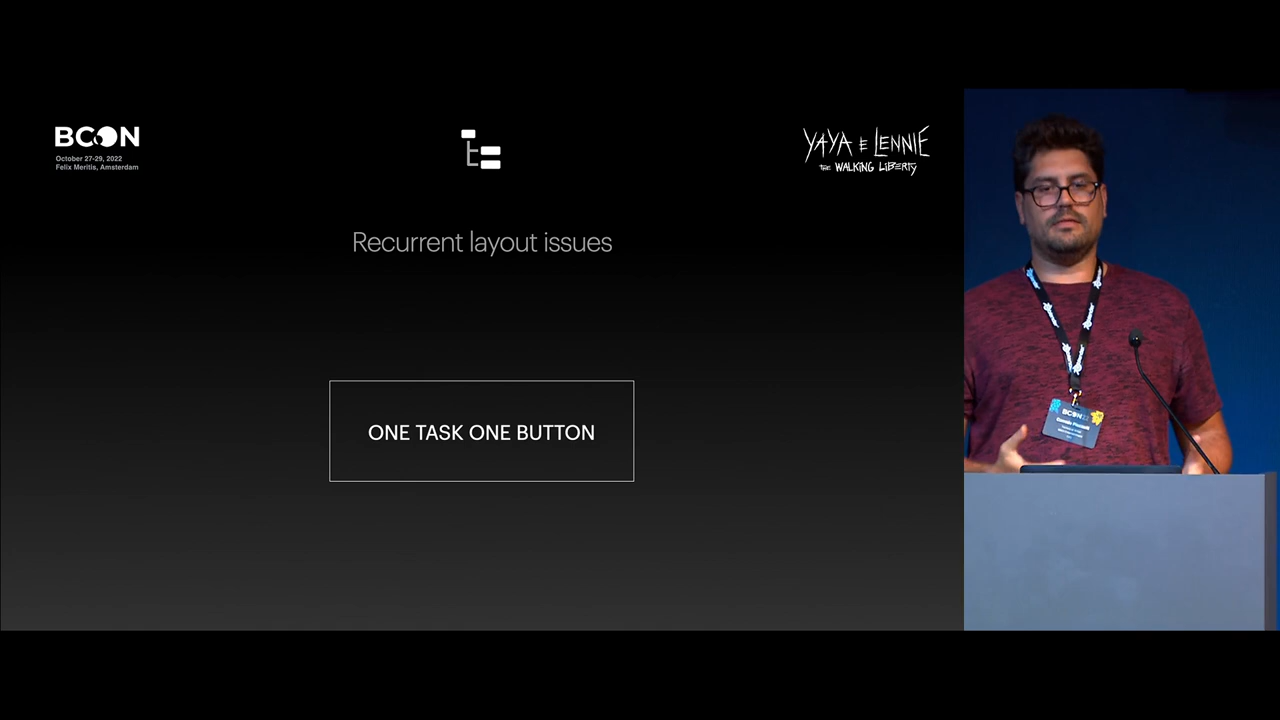 BCON
October 27-29, 2022
Felix Meritis, Amsterdam
YAYA E LENNIE
THE WALKING LIBERTY
Recurrent layout issues
ONE TASK ONE BUTTON
BCON22